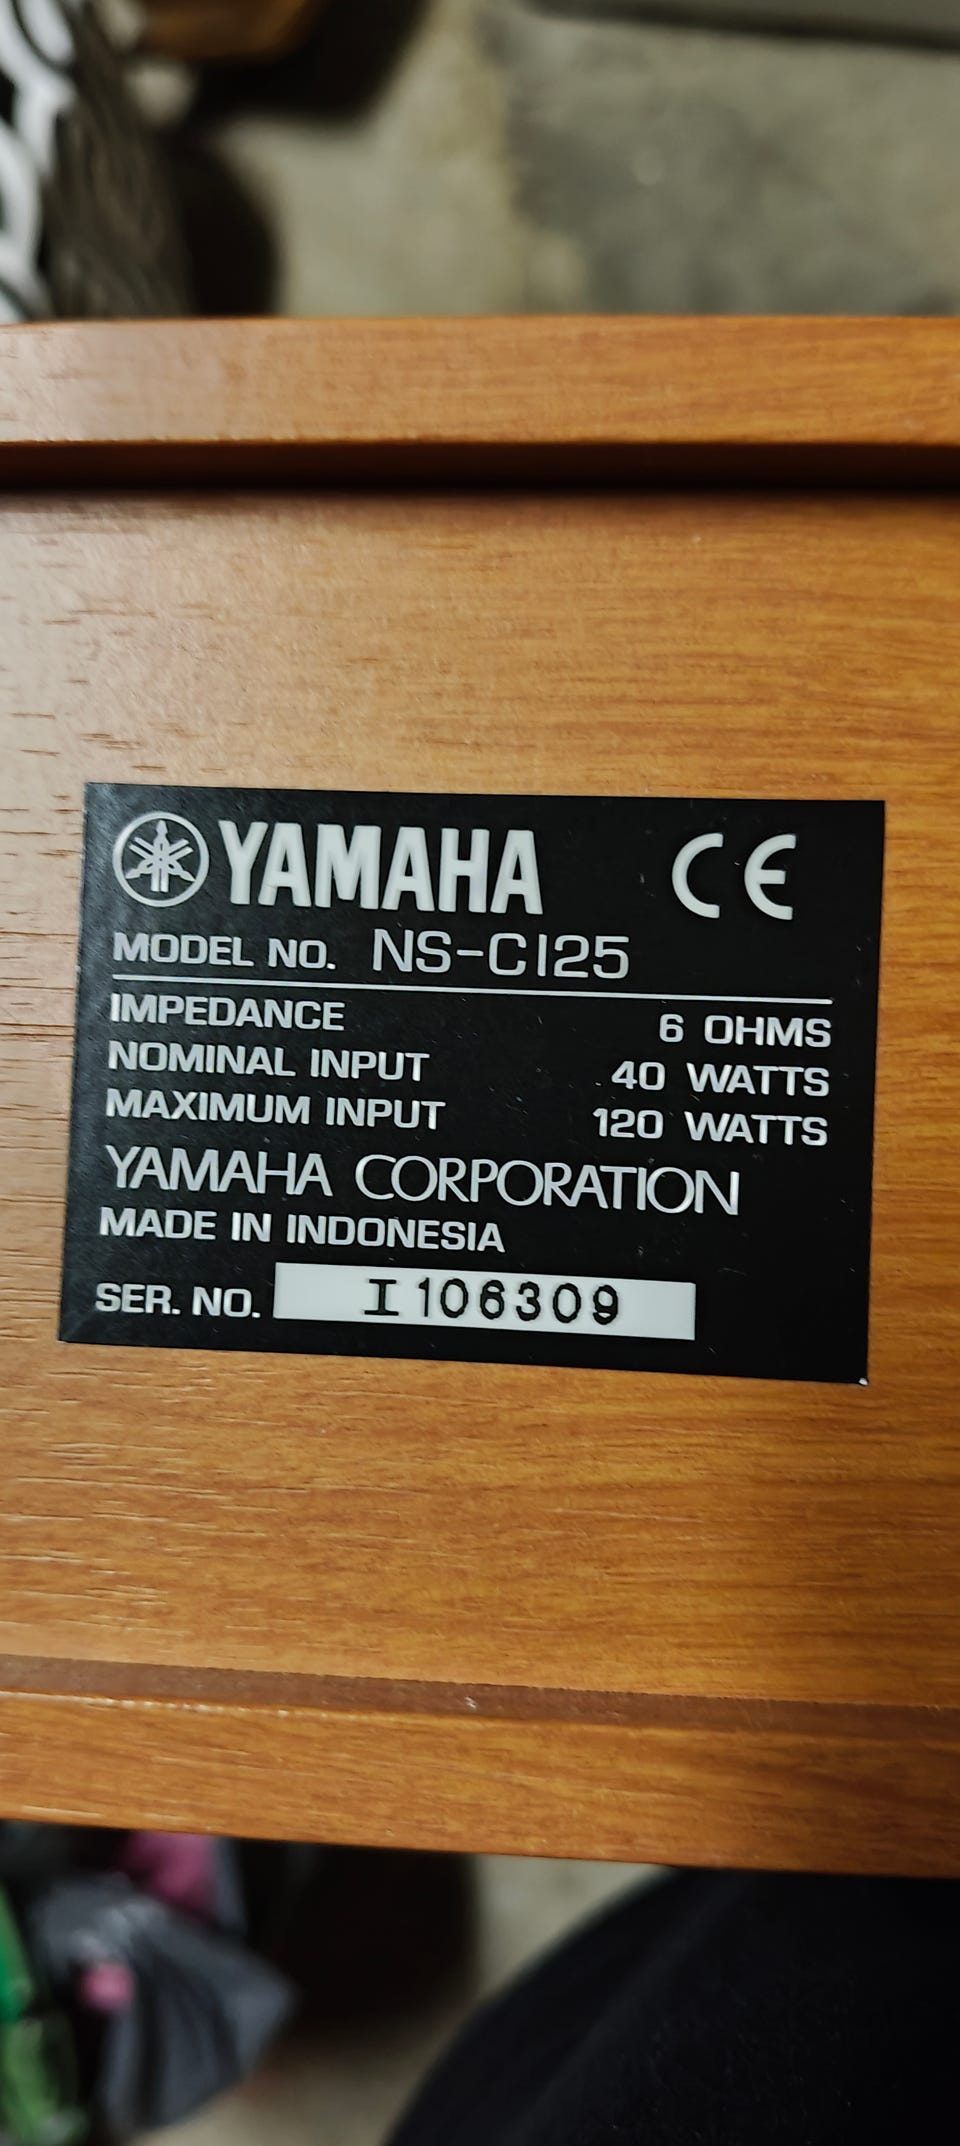 YAMAHA CE
MODEL NO. NS-C125
IMPEDANCE 6 OHMS
NOMINAL INPUT 40 WATTS
MAXIMUM INPUT 120 WATTS
YAMAHA CORPORATION
MADE IN INDONESIA
SER. NO. I106309